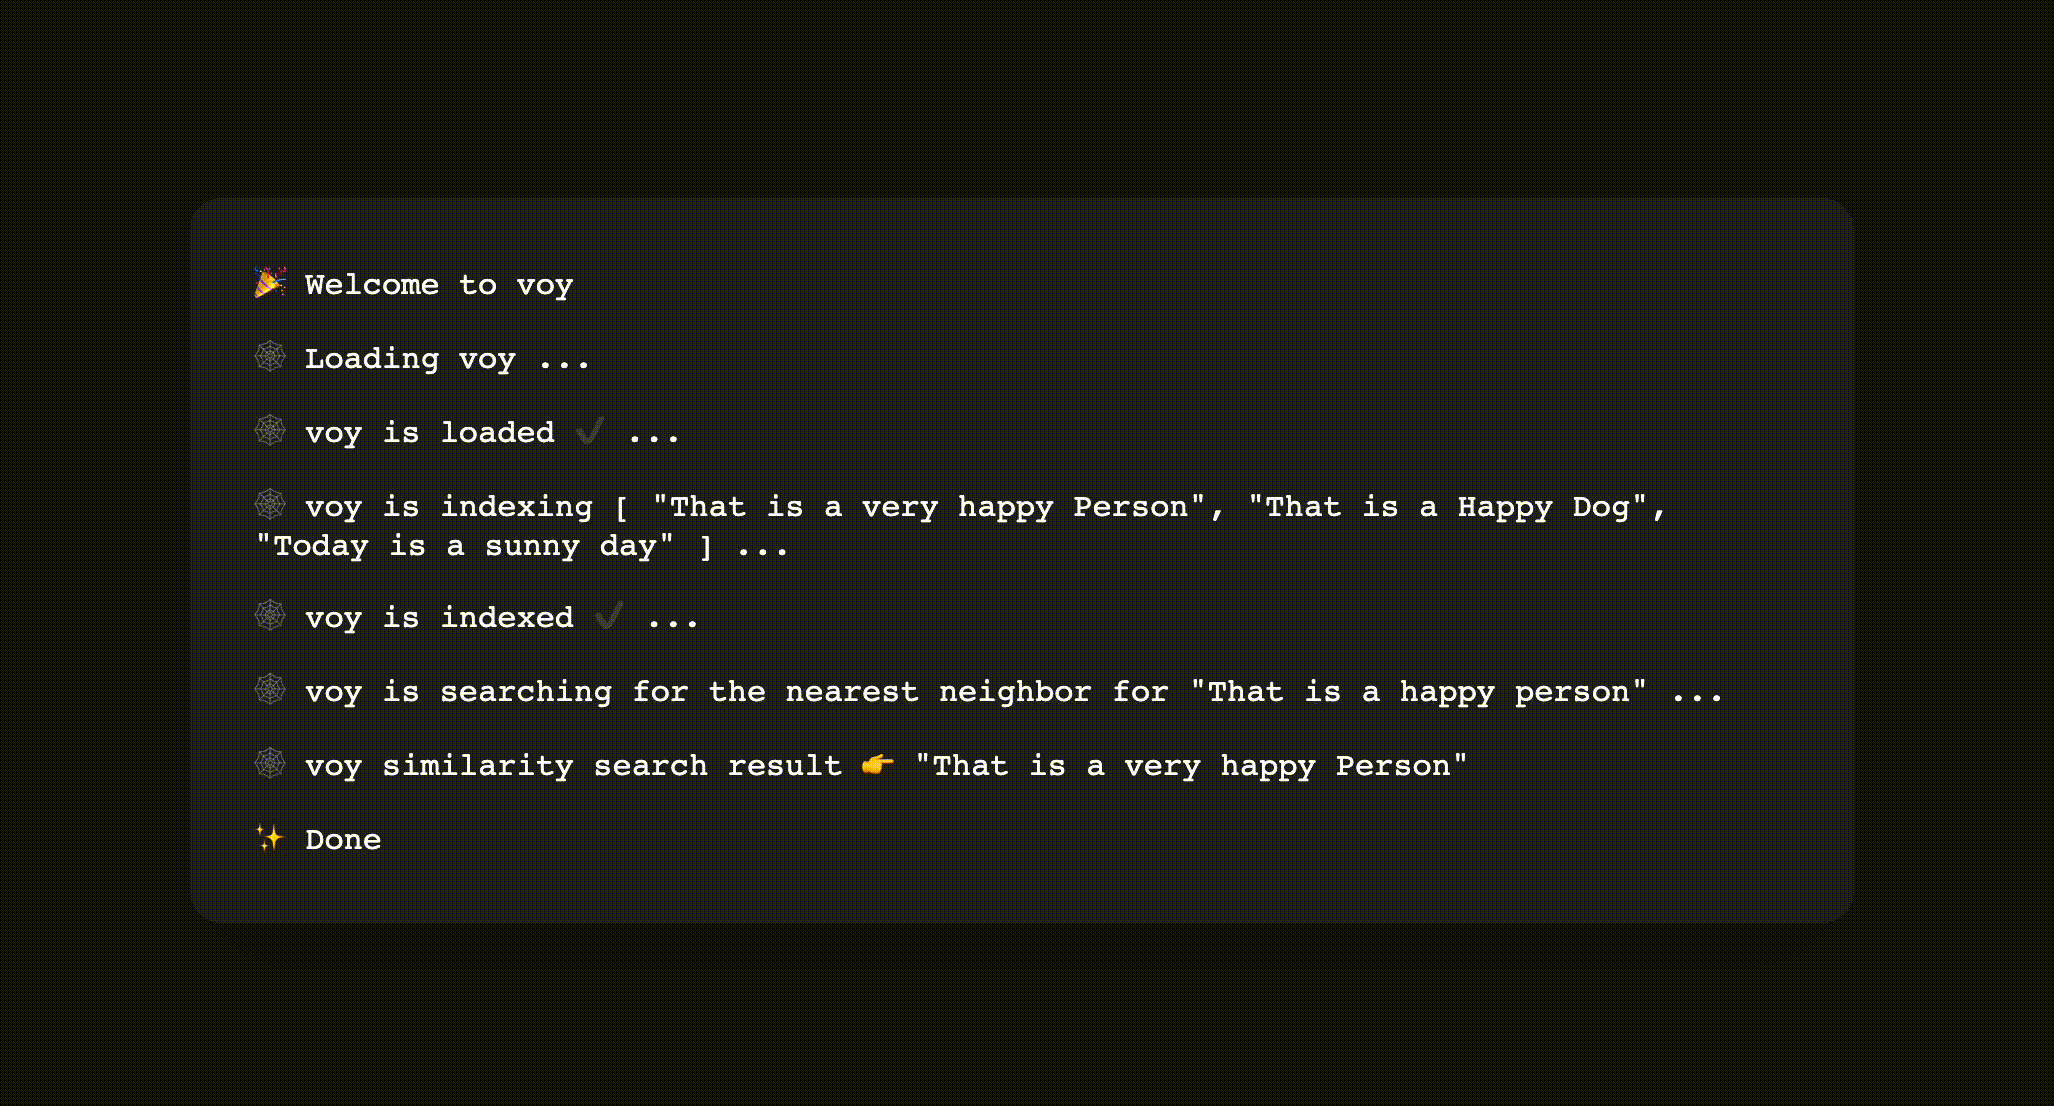 🎉 Welcome to voy
🕸️ Loading voy ...
🕸️ voy is loaded ✔️ ...
🕸️ voy is indexing [ "That is a very happy Person", "That is a Happy Dog",
"Today is a sunny day" ] ...
🕸️ voy is indexed ✔️ ...
🕸️ voy is searching for the nearest neighbor for "That is a happy person" ...
🕸️ voy similarity search result 👉 "That is a very happy Person"
✨ Done